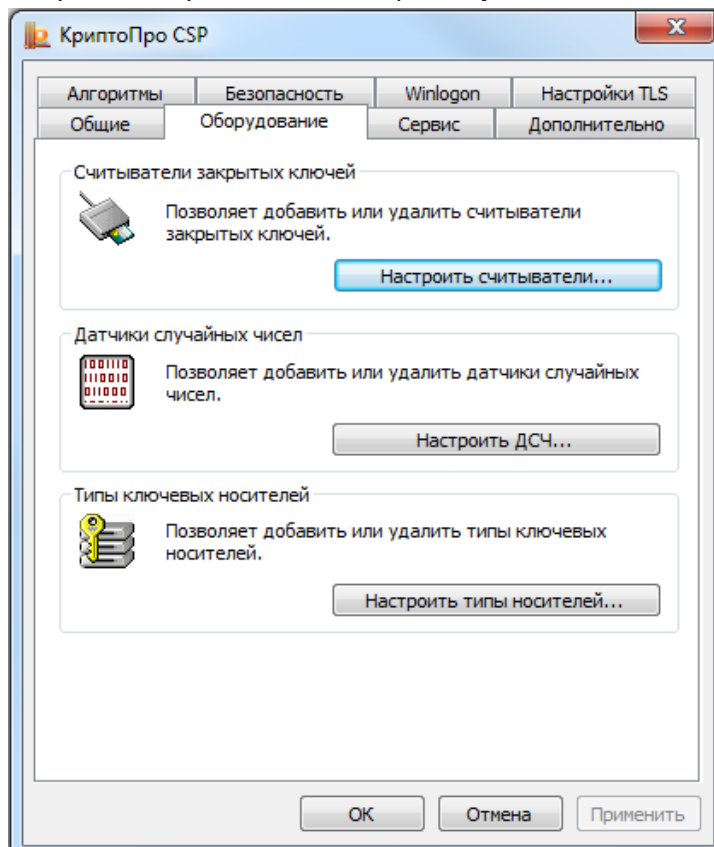 КриптоПро CSP
Алгоритмы Безопасность Winlogon Настройки TLS
Общие Оборудование Сервис Дополнительно
Считыватели закрытых ключей
Позволяет добавить или удалить считыватели
закрытых ключей.
Настроить считыватели...
Датчики случайных чисел
Позволяет добавить или удалить датчики случайных
чисел.
Настроить ДСЧ...
Типы ключевых носителей
Позволяет добавить или удалить типы ключевых
носителей.
Настроить типы носителей...
ОК Отмена Применить